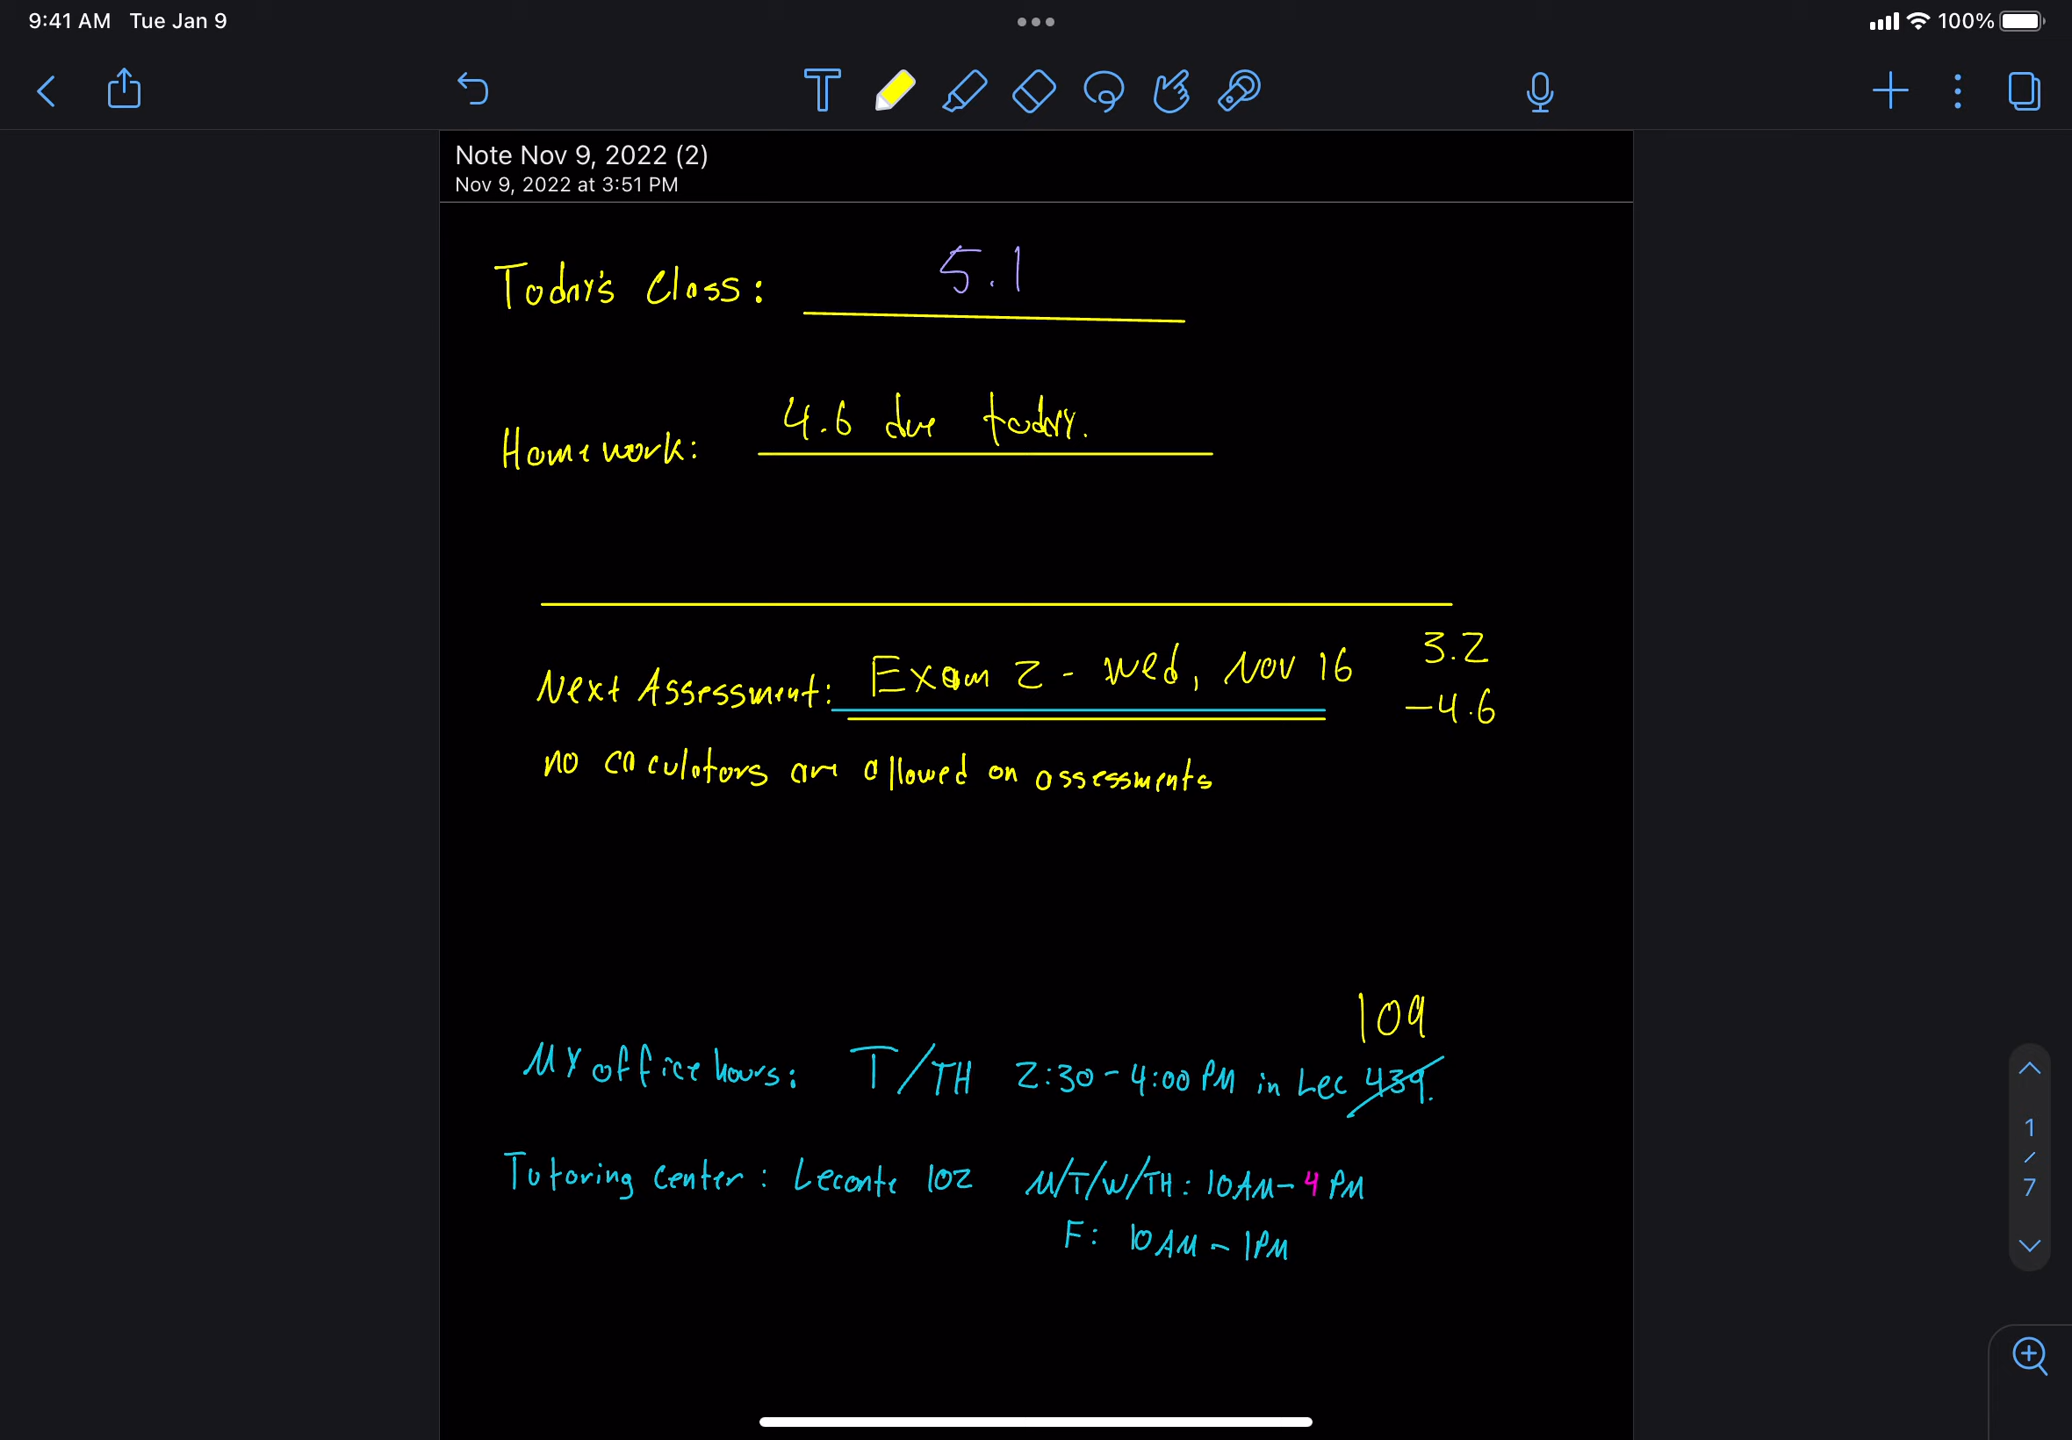 9:41 AM Tue Jan 9
100%
Note Nov 9, 2022 (2)
Nov 9, 2022 at 3:51 PM
Today's Class: 5.1
Homework: 4.6 due today.
Next Assessment: Exam 2 - Wed, Nov 16 3.2
-4.6
no caculators are allowed on assessments
109
My office hours: T/TH 2:30-4:00 PM in Lec 439.
Tutoring center: Leconte 102 M/T/W/TH: 10AM-4 PM
F: 10AM - 1PM
1
/
7